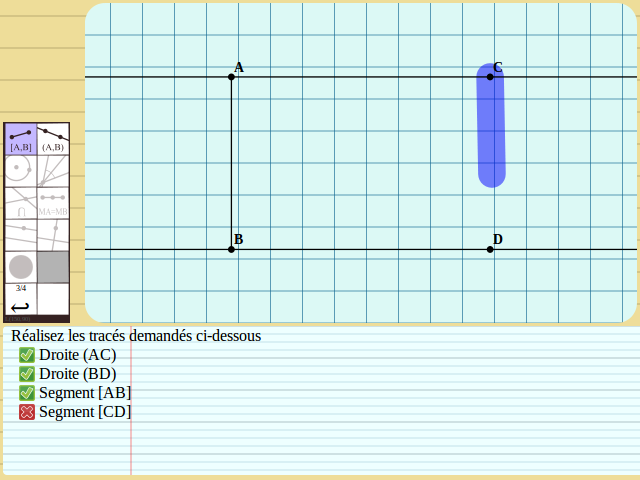 A
C
[A,B]
(A,B)
MA=MB
B
D
3/4
Réalisez les tracés demandés ci-dessous
Droite (AC)
Droite (BD)
Segment [AB]
Segment [CD]